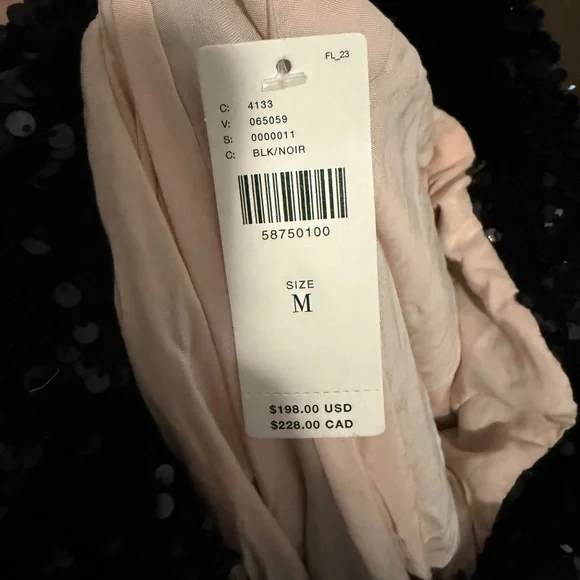 FL_23
C: 4133
V: 065059
S: 0000011
C: BLK/NOIR
58750100
SIZE
M
$198.00 USD
$228.00 CAD